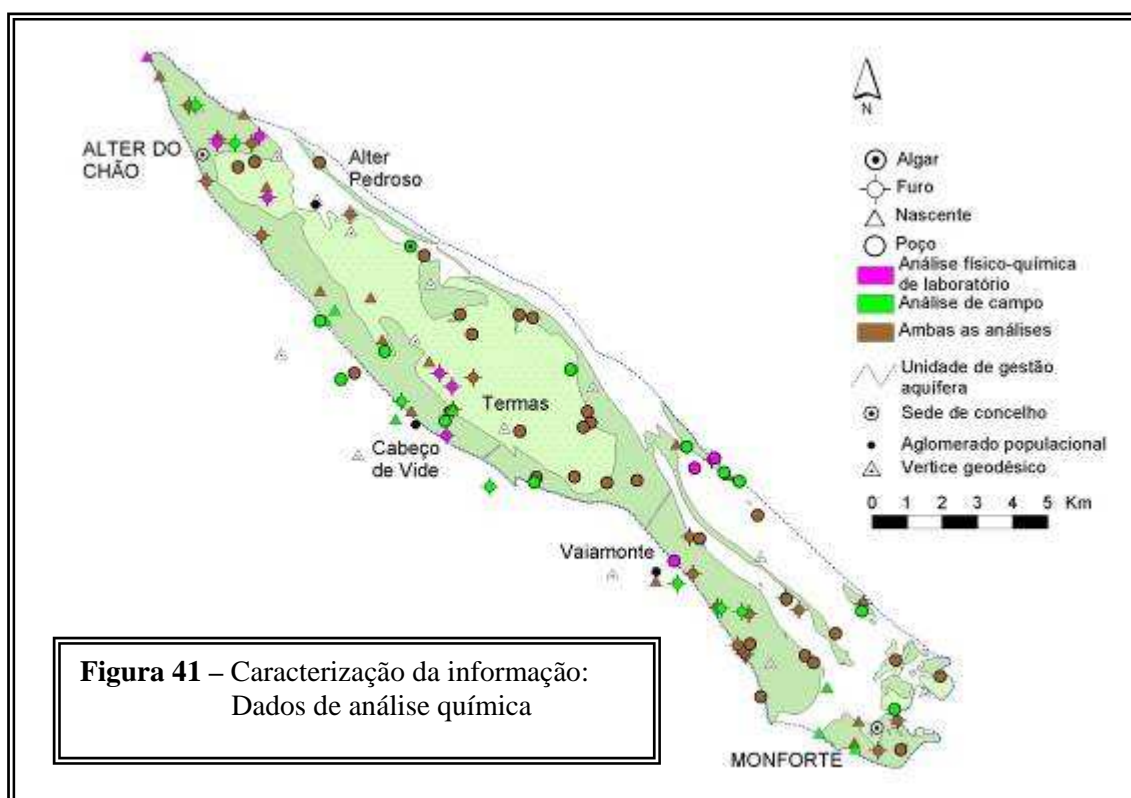 ALTER DO
CHÃO
Alter
Pedroso
Termas
Cabeço
de Vide
Vaiamonte
MONFORTE
N
Algar
Furo
Nascente
Poço
Análise físico-química
de laboratório
Análise de campo
Ambas as análises
Unidade de gestão
aquífera
Sede de concelho
Aglomerado populacional
Vertice geodésico
0 1 2 3 4 5 Km
Figura 41 – Caracterização da informação:
Dados de análise química